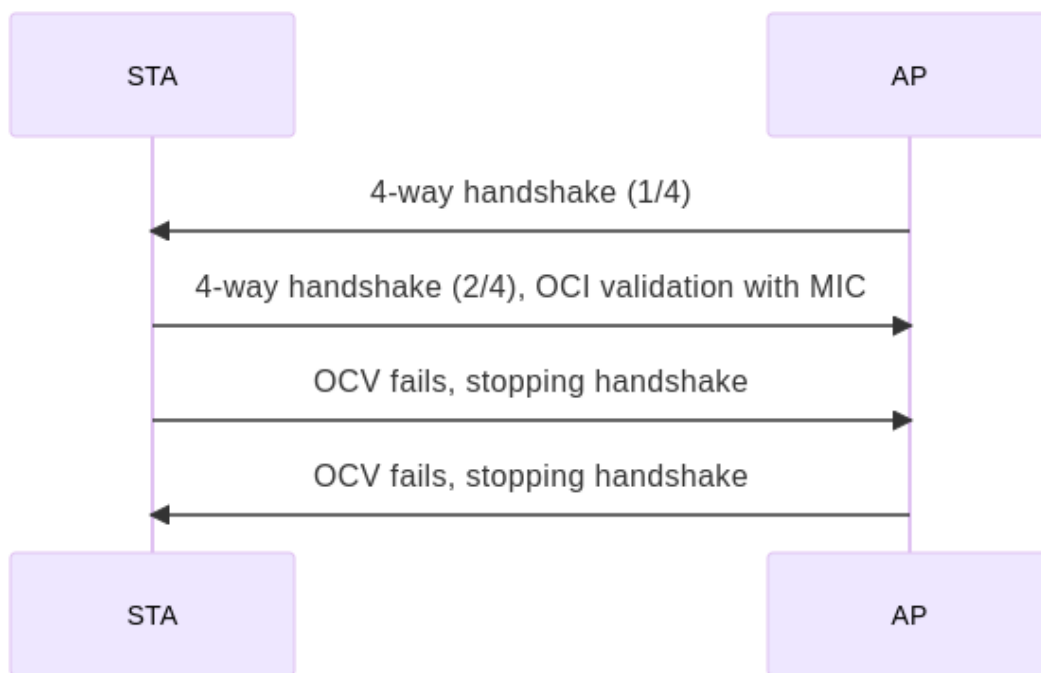 STA
AP
4-way handshake (1/4)
4-way handshake (2/4), OCI validation with MIC
OCV fails, stopping handshake
OCV fails, stopping handshake
STA
AP